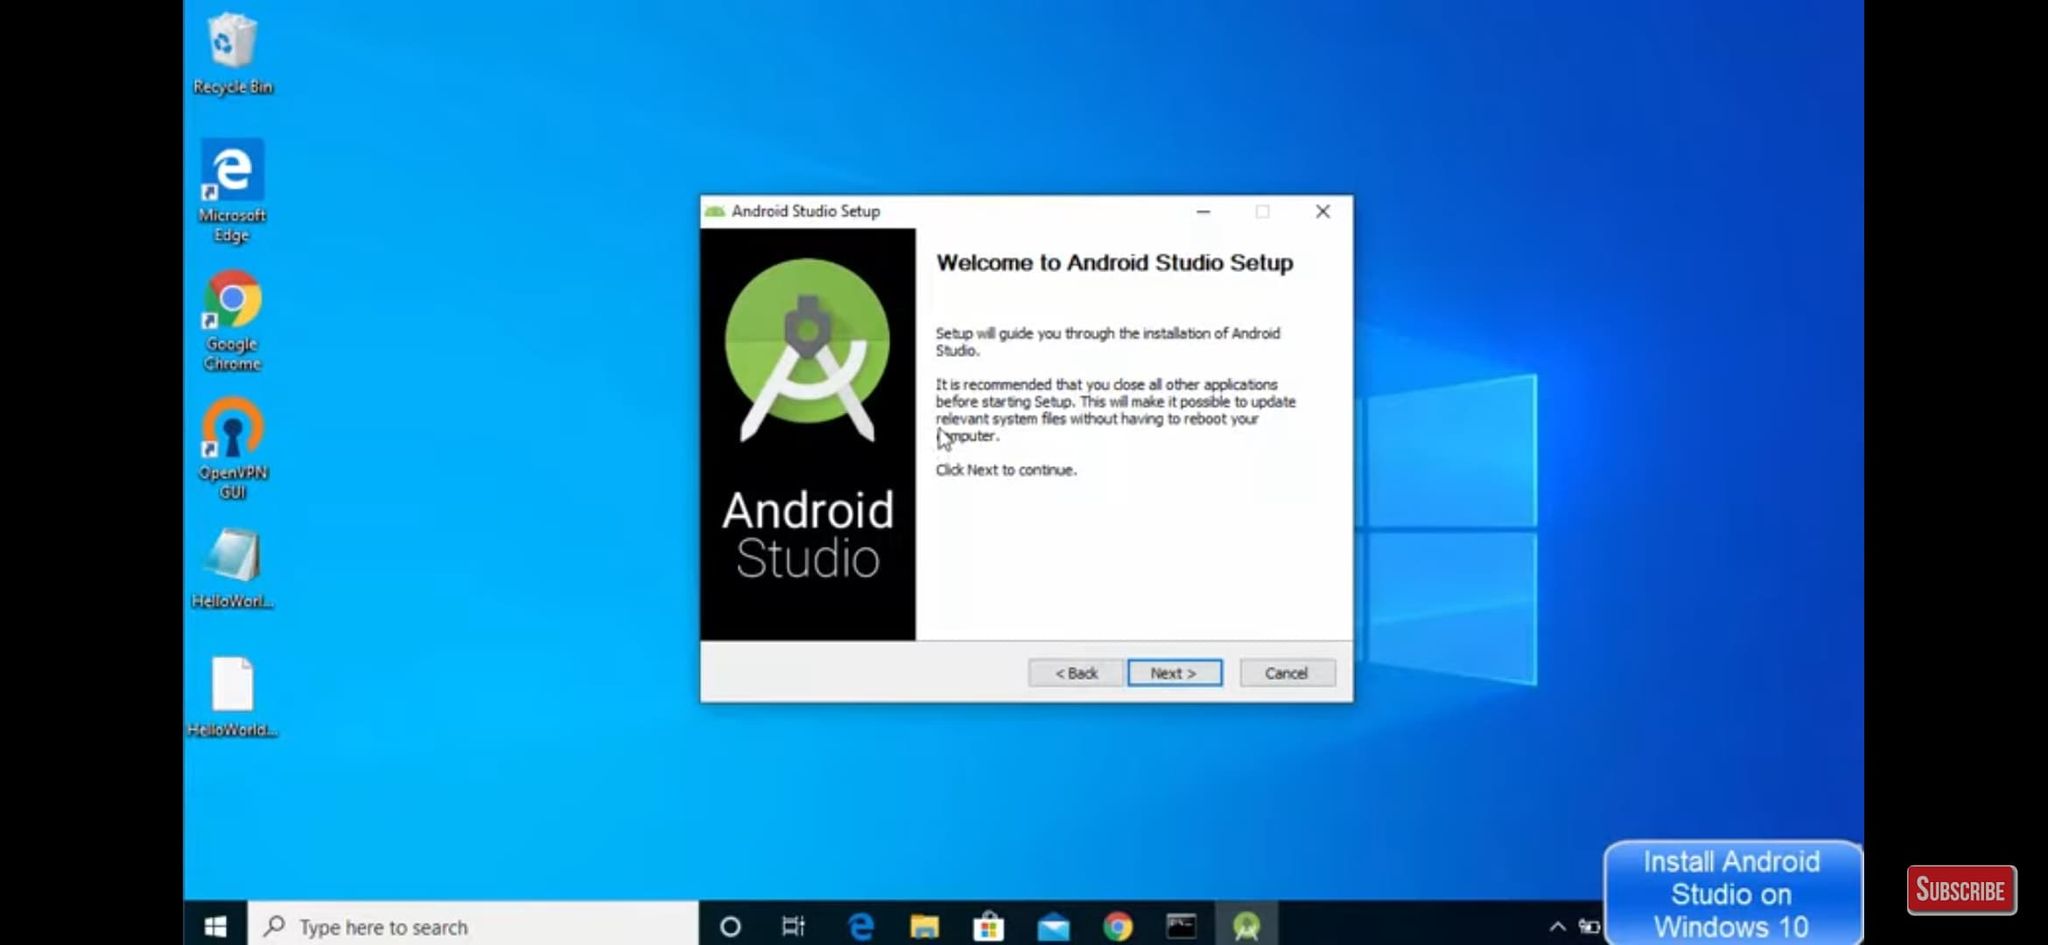 Recycle Bin
Microsoft
Edge
Google
Chrome
OpenVPN
GUI
HelloWorl...
HelloWorld...
Android Studio Setup
Android
Studio
Welcome to Android Studio Setup
Setup will guide you through the installation of Android
Studio.
It is recommended that you close all other applications
before starting Setup. This will make it possible to update
relevant system files without having to reboot your
computer.
Click Next to continue.
< Back
Next >
Cancel
Type here to search
Install Android
Studio on
Windows 10
SUBSCRIBE